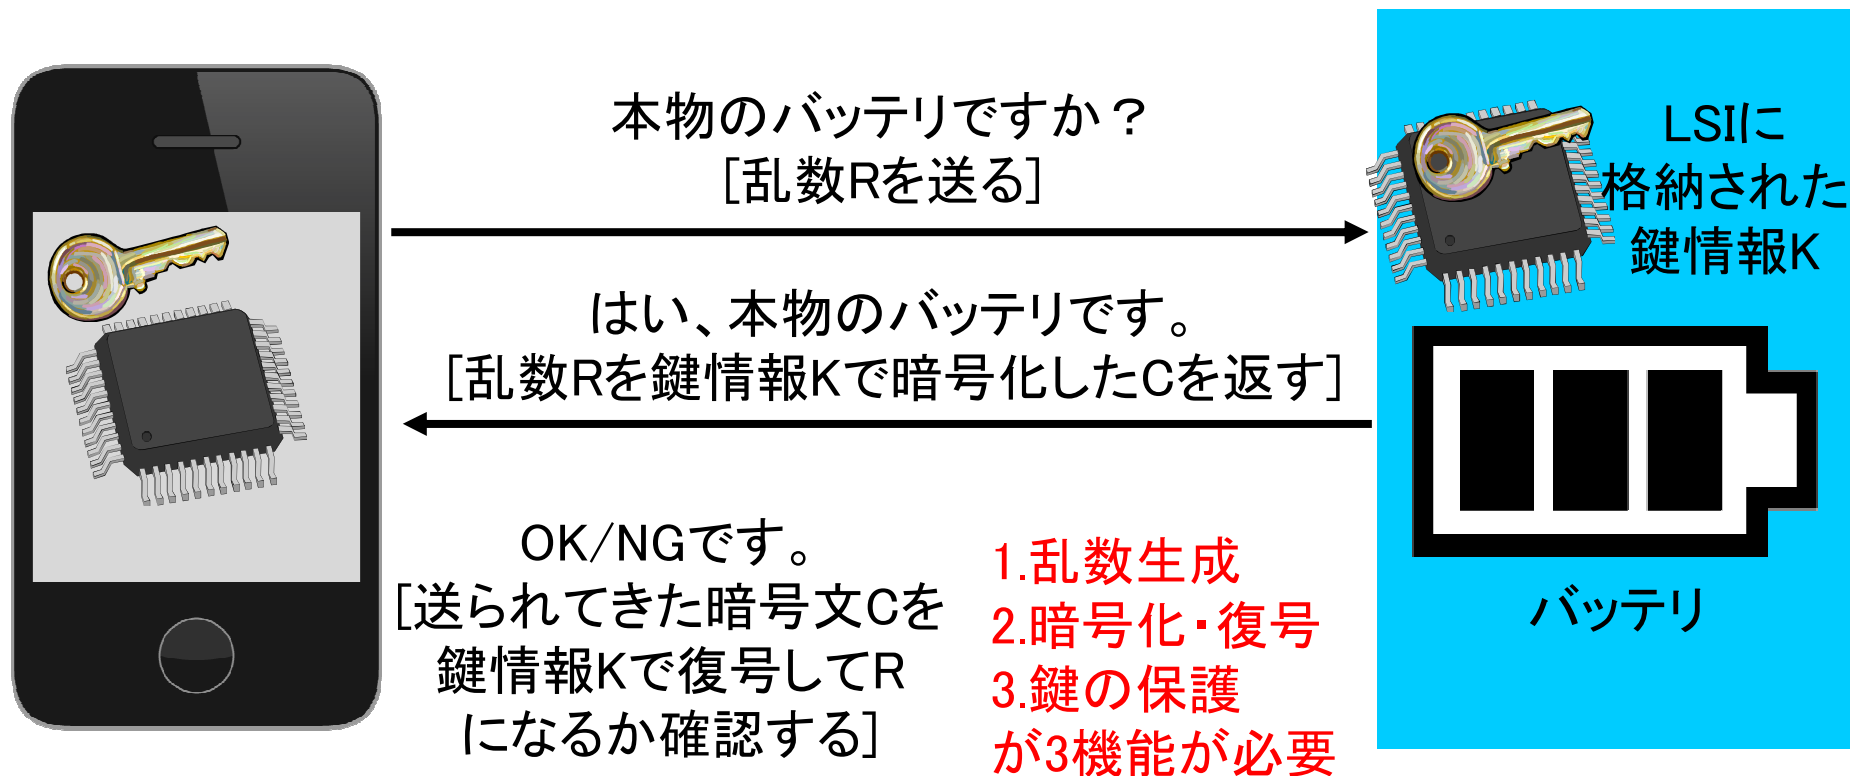 本物のバッテリですか？
[乱数Rを送る]
はい、本物のバッテリです。
[乱数Rを鍵情報Kで暗号化したCを返す]
OK/NGです。
[送られてきた暗号文Cを
鍵情報Kで復号してR
になるか確認する]
1.乱数生成
2.暗号化・復号
3.鍵の保護
が3機能が必要
LSIに
格納された
鍵情報K
バッテリ